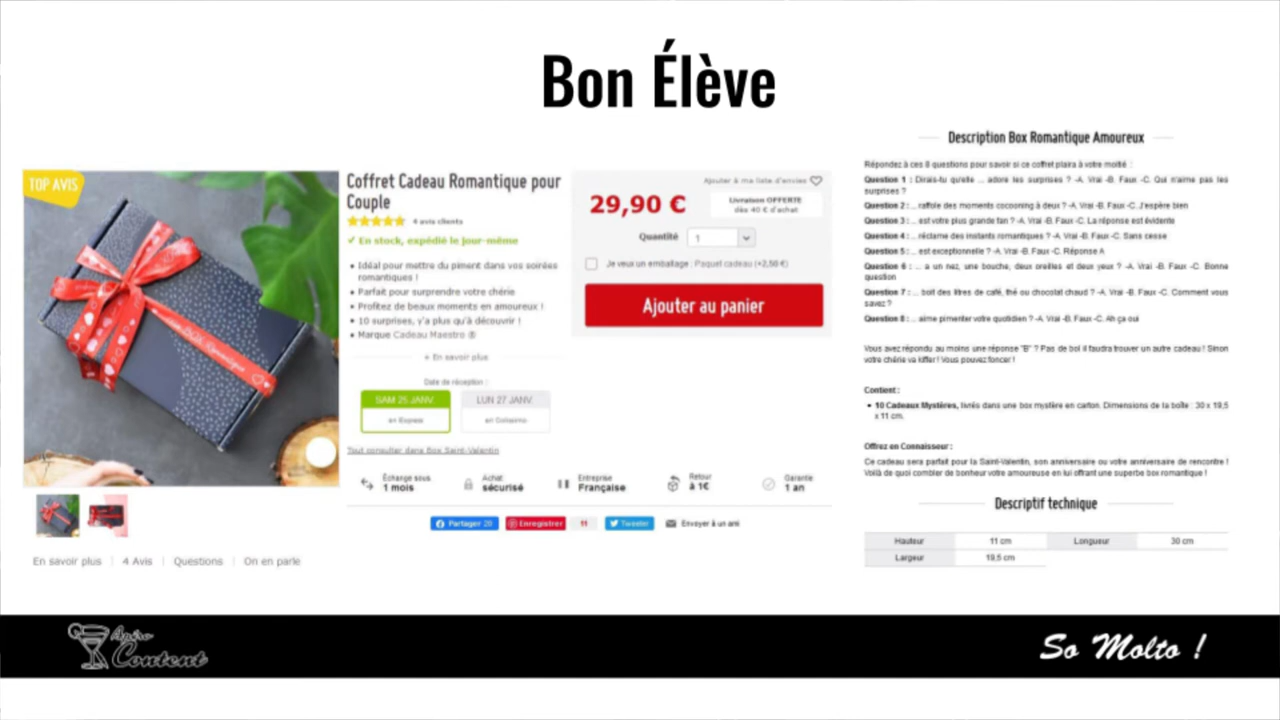 Bon Élève
TOP AVIS
Coffret Cadeau Romantique pour
Couple
4 avis clients
✓ En stock, expédié le jour-même
• Idéal pour mettre du piment dans vos soirées
romantiques !
• Parfait pour surprendre votre chérie
• Profitez de beaux moments en amoureux !
• 10 surprises, y'a plus qu'à découvrir !
• Marque Cadeau Maestro ®
+ En savoir plus
Date de réception :
SAM 25 JANV.
en Express
LUN 27 JANV.
en Colissimo
Tout consulter dans Box Saint-Valentin
Ajouter à ma liste d'envies
29,90 €
Livraison OFFERTE
dès 40 € d'achat
Quantité
1
Je veux un emballage : Paquet cadeau (+2,50 €)
Ajouter au panier
Échange sous
1 mois
Achat
sécurisé
Entreprise
Française
Retour
à 1€
Garantie
1 an
Partager 20
Enregistrer
11
Tweeter
Envoyer à un ami
En savoir plus | 4 Avis | Questions | On en parle
Description Box Romantique Amoureux
Répondez à ces 8 questions pour savoir si ce coffret plaira à votre moitié :
Question 1 : Dirais-tu qu'elle ... adore les surprises ? -A. Vrai -B. Faux -C. Qui n'aime pas les
surprises ?
Question 2 : ... raffole des moments cocooning à deux ? -A. Vrai -B. Faux -C. J'espère bien
Question 3 : ... est votre plus grande fan ? -A. Vrai -B. Faux -C. La réponse est évidente
Question 4 : ... réclame des instants romantiques ? -A. Vrai -B. Faux -C. Sans cesse
Question 5 : ... est exceptionnelle ? -A. Vrai -B. Faux -C. Réponse A
Question 6 : ... a un nez, une bouche, deux oreilles et deux yeux ? -A. Vrai -B. Faux -C. Bonne
question
Question 7 : ... boit des litres de café, thé ou chocolat chaud ? -A. Vrai -B. Faux -C. Comment vous
savez ?
Question 8 : ... aime pimenter votre quotidien ? -A. Vrai -B. Faux -C. Ah ça oui
Vous avez répondu au moins une réponse "B" ? Pas de bol il faudra trouver un autre cadeau ! Sinon
votre chérie va kiffer ! Vous pouvez foncer !
Contient :
• 10 Cadeaux Mystères, livrés dans une box mystère en carton. Dimensions de la boîte : 30 x 19,5
x 11 cm.
Offrez en Connaisseur :
Ce cadeau sera parfait pour la Saint-Valentin, son anniversaire ou votre anniversaire de rencontre !
Voilà de quoi combler de bonheur votre amoureuse en lui offrant une superbe box romantique !
Descriptif technique
Hauteur 11 cm Longueur 30 cm
Largeur 19,5 cm
Apéro
Content
So Molto !